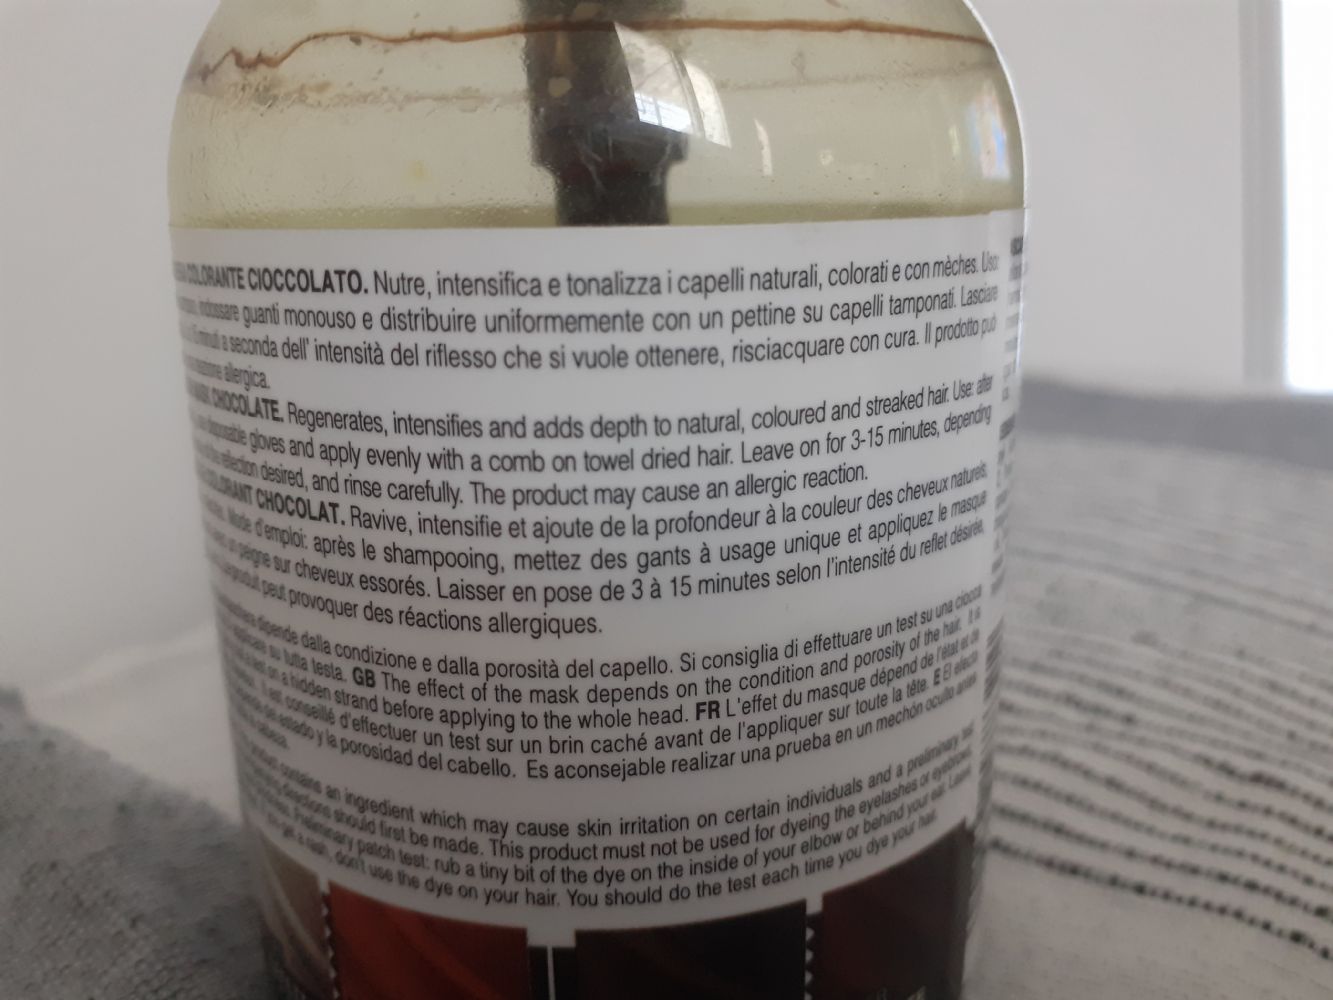 COLORANTE CIOCCOLATO. Nutre, intensifica e tonalizza i capelli naturali, colorati e con mèches. Uso:
indossare guanti monouso e distribuire uniformemente con un pettine su capelli tamponati. Lasciare
minuti a seconda dell' intensità del riflesso che si vuole ottenere, risciacquare con cura. Il prodotto può
reazione allergica.
MASK CHOCOLATE. Regenerates, intensifies and adds depth to natural, coloured and streaked hair. Use: after
disposable gloves and apply evenly with a comb on towel dried hair. Leave on for 3-15 minutes, depending
reflection desired, and rinse carefully. The product may cause an allergic reaction.
COLORANT CHOCOLAT. Ravive, intensifie et ajoute de la profondeur à la couleur des cheveux naturels,
Mode d'emploi: après le shampooing, mettez des gants à usage unique et appliquez le masque
un peigne sur cheveux essorés. Laisser en pose de 3 à 15 minutes selon l'intensité du reflet désirée,
Le produit peut provoquer des réactions allergiques.
dipende dalla condizione e dalla porosità del capello. Si consiglia di effettuare un test su una ciocca
su tutta testa. GB The effect of the mask depends on the condition and porosity of the hair. It is
a test on a hidden strand before applying to the whole head. FR L'effet du masque dépend de l'état et de
Il est conseillé d'effectuer un test sur un brin caché avant de l'appliquer sur toute la tête. E El efecto
del estado y la porosidad del cabello. Es aconsejable realizar una prueba en un mechón oculto antes
cabeza.
product contains an ingredient which may cause skin irritation on certain individuals and a preliminary test
directions should first be made. This product must not be used for dyeing the eyelashes or eyebrows;
Preliminary patch test: rub a tiny bit of the dye on the inside of your elbow or behind your ear. Leave
get a rash, don't use the dye on your hair. You should do the test each time you dye your hair.